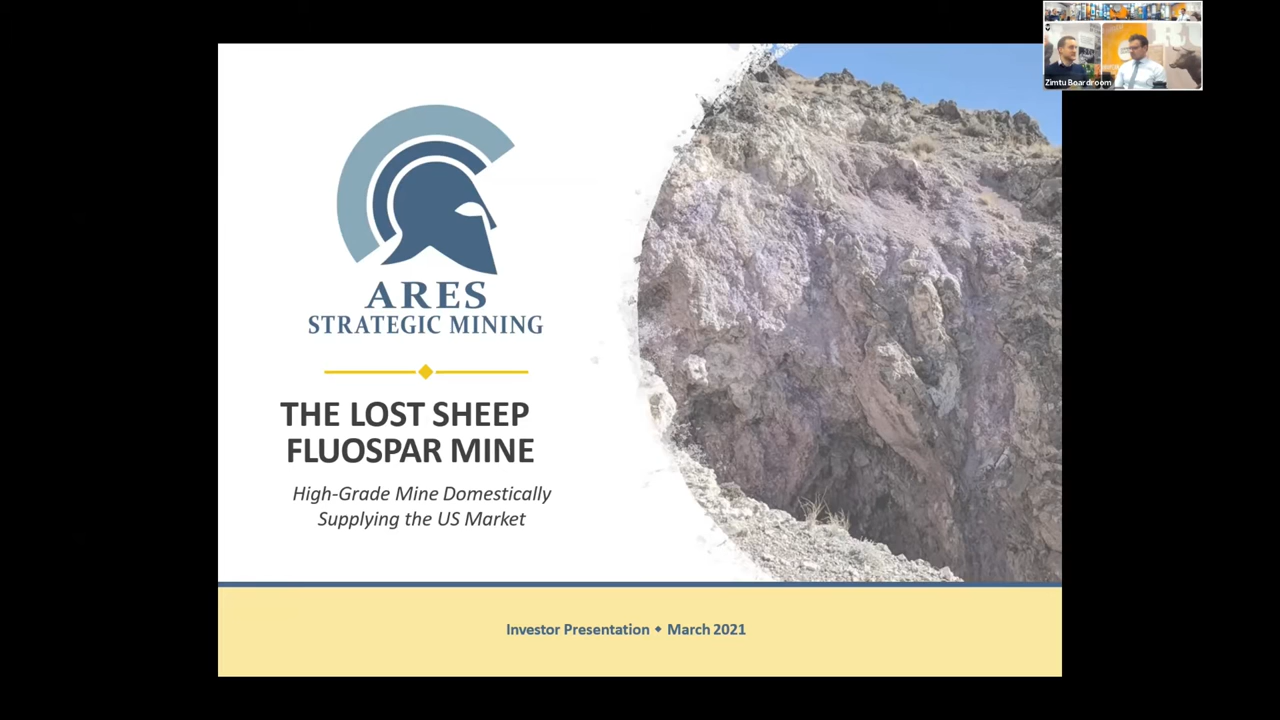 Zimtu Boardroom
ARES
STRATEGIC MINING
THE LOST SHEEP
FLUOSPAR MINE
High-Grade Mine Domestically
Supplying the US Market
Investor Presentation • March 2021